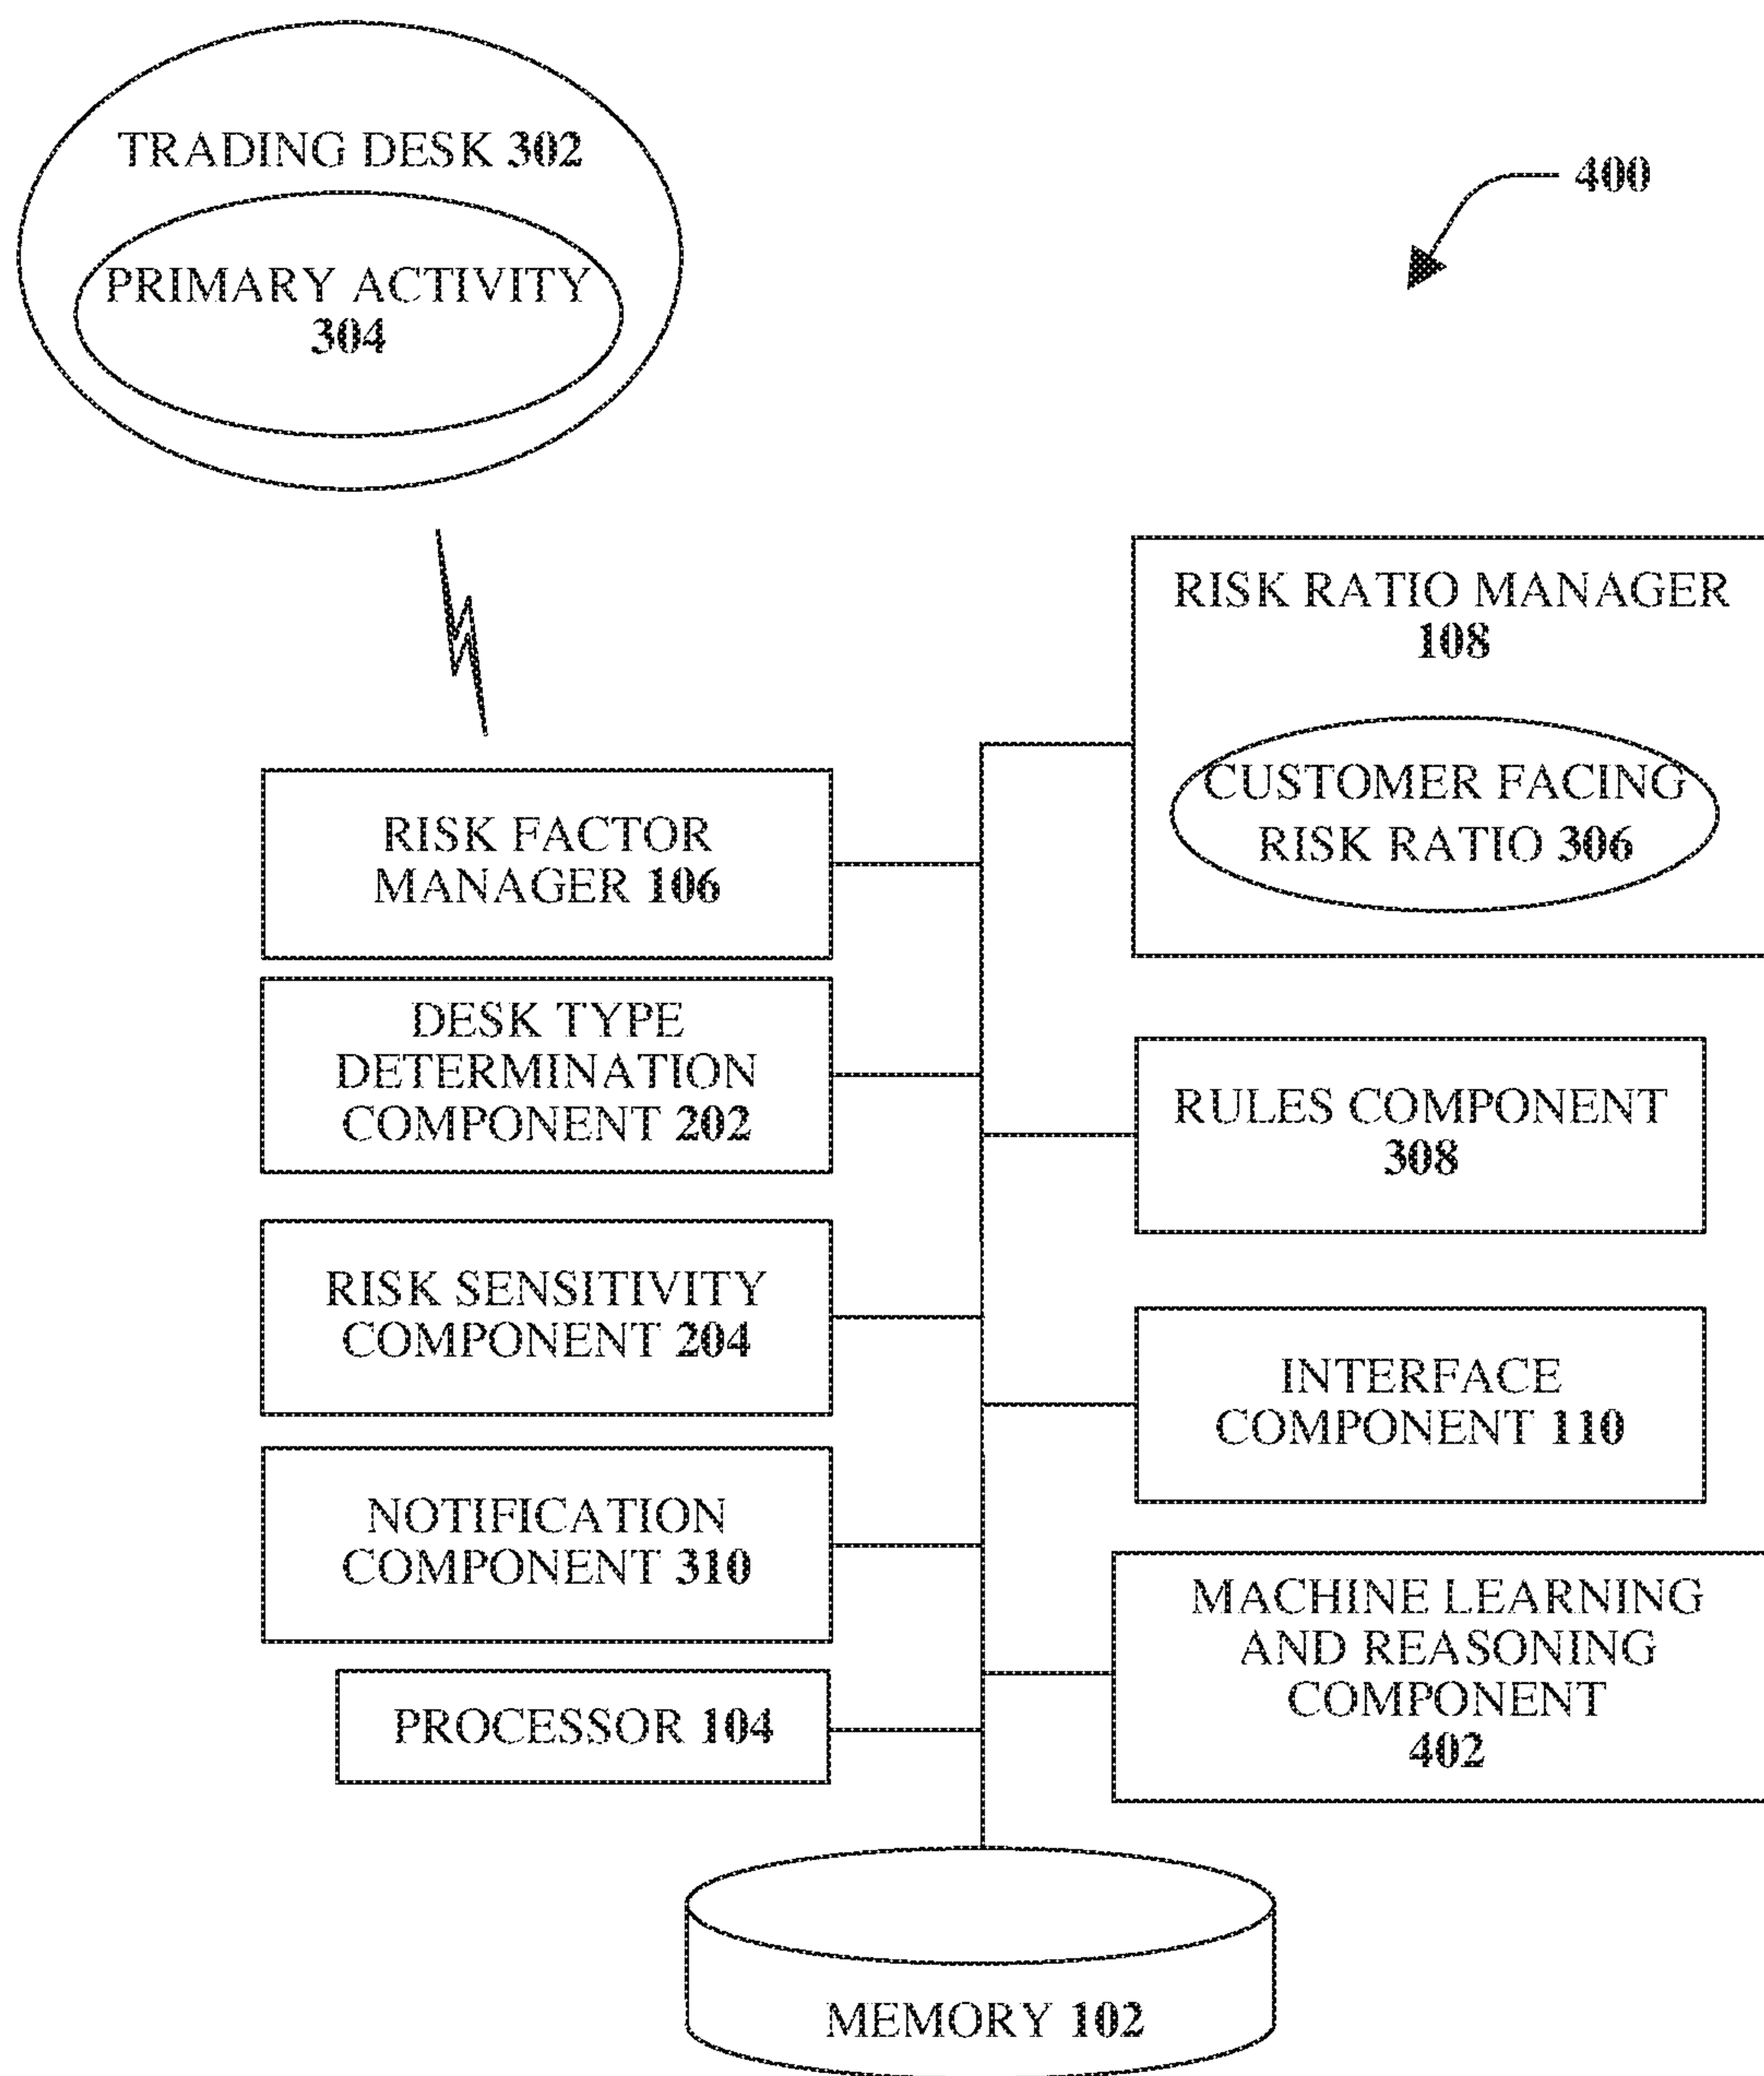 TRADING DESK 302
PRIMARY ACTIVITY
304
400
RISK RATIO MANAGER
108
CUSTOMER FACING
RISK RATIO 306
RISK FACTOR
MANAGER 106
DESK TYPE
DETERMINATION
COMPONENT 202
RULES COMPONENT
308
RISK SENSITIVITY
COMPONENT 204
INTERFACE
COMPONENT 110
NOTIFICATION
COMPONENT 310
MACHINE LEARNING
AND REASONING
COMPONENT
402
PROCESSOR 104
MEMORY 102